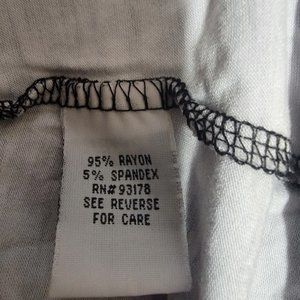 95% RAYON
5% SPANDEX
RN# 93178
SEE REVERSE
FOR CARE